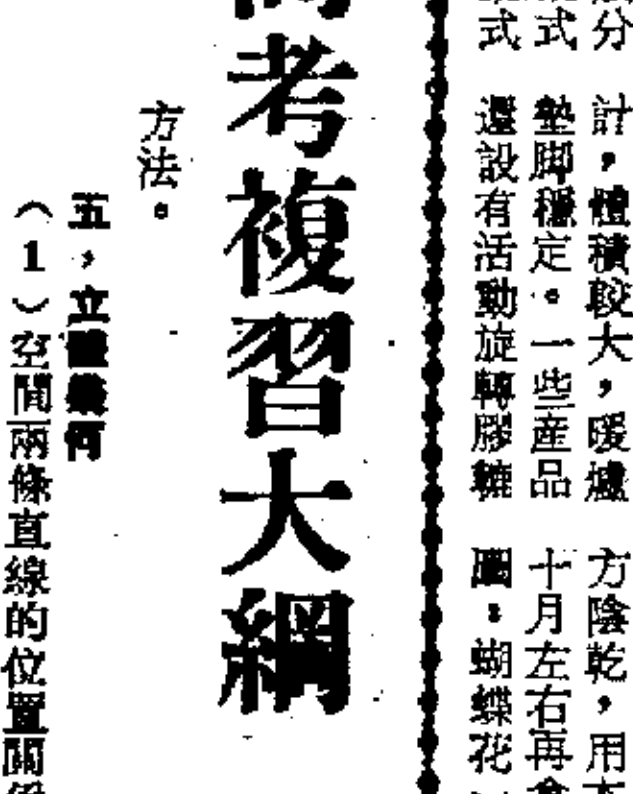 分
計，體積較大，暖爐
方陰乾，用
式
墊脚穩定。一些産品
十月左右再
式
還設有活動旋轉膠轆
圃：蝴蝶花
考複習大綱
方法。
五，立體幾何
（1）空間兩條直線的位置關